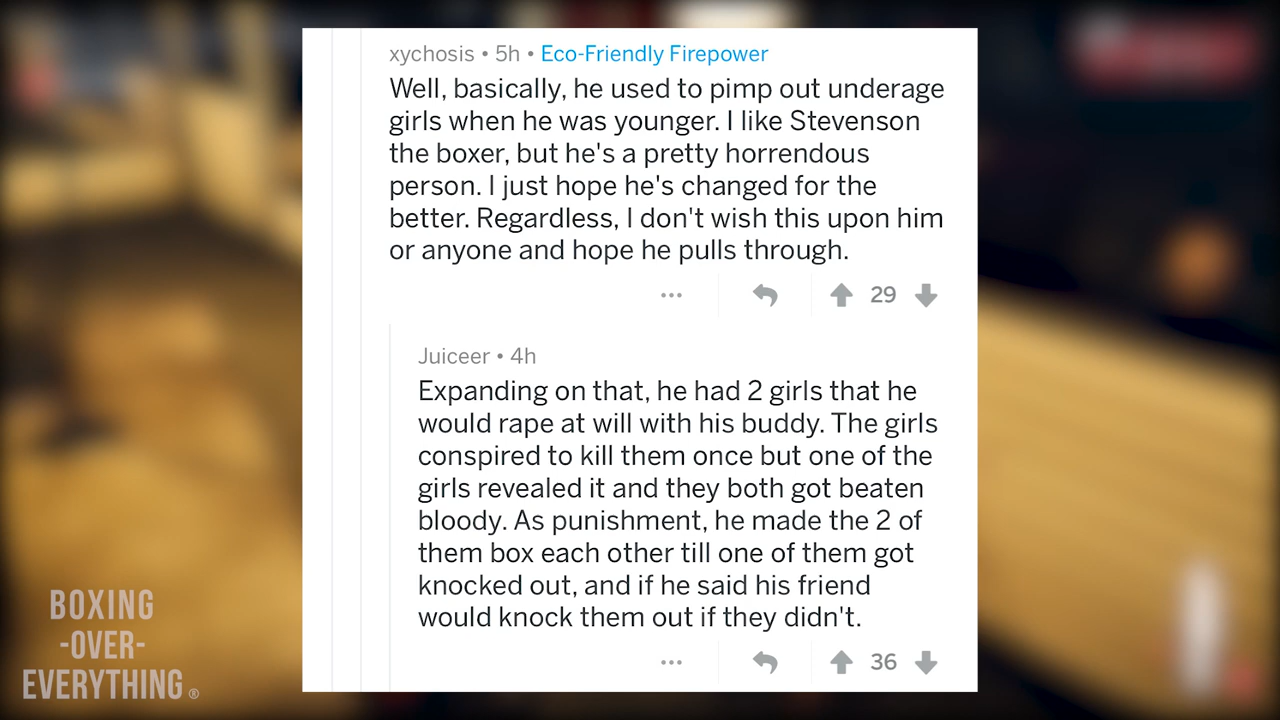 xychosis • 5h • Eco-Friendly Firepower
Well, basically, he used to pimp out underage
girls when he was younger. I like Stevenson
the boxer, but he's a pretty horrendous
person. I just hope he's changed for the
better. Regardless, I don't wish this upon him
or anyone and hope he pulls through.
... 29
Juiceer • 4h
Expanding on that, he had 2 girls that he
would rape at will with his buddy. The girls
conspired to kill them once but one of the
girls revealed it and they both got beaten
bloody. As punishment, he made the 2 of
them box each other till one of them got
knocked out, and if he said his friend
would knock them out if they didn't.
... 36
BOXING
-OVER-
EVERYTHING ®